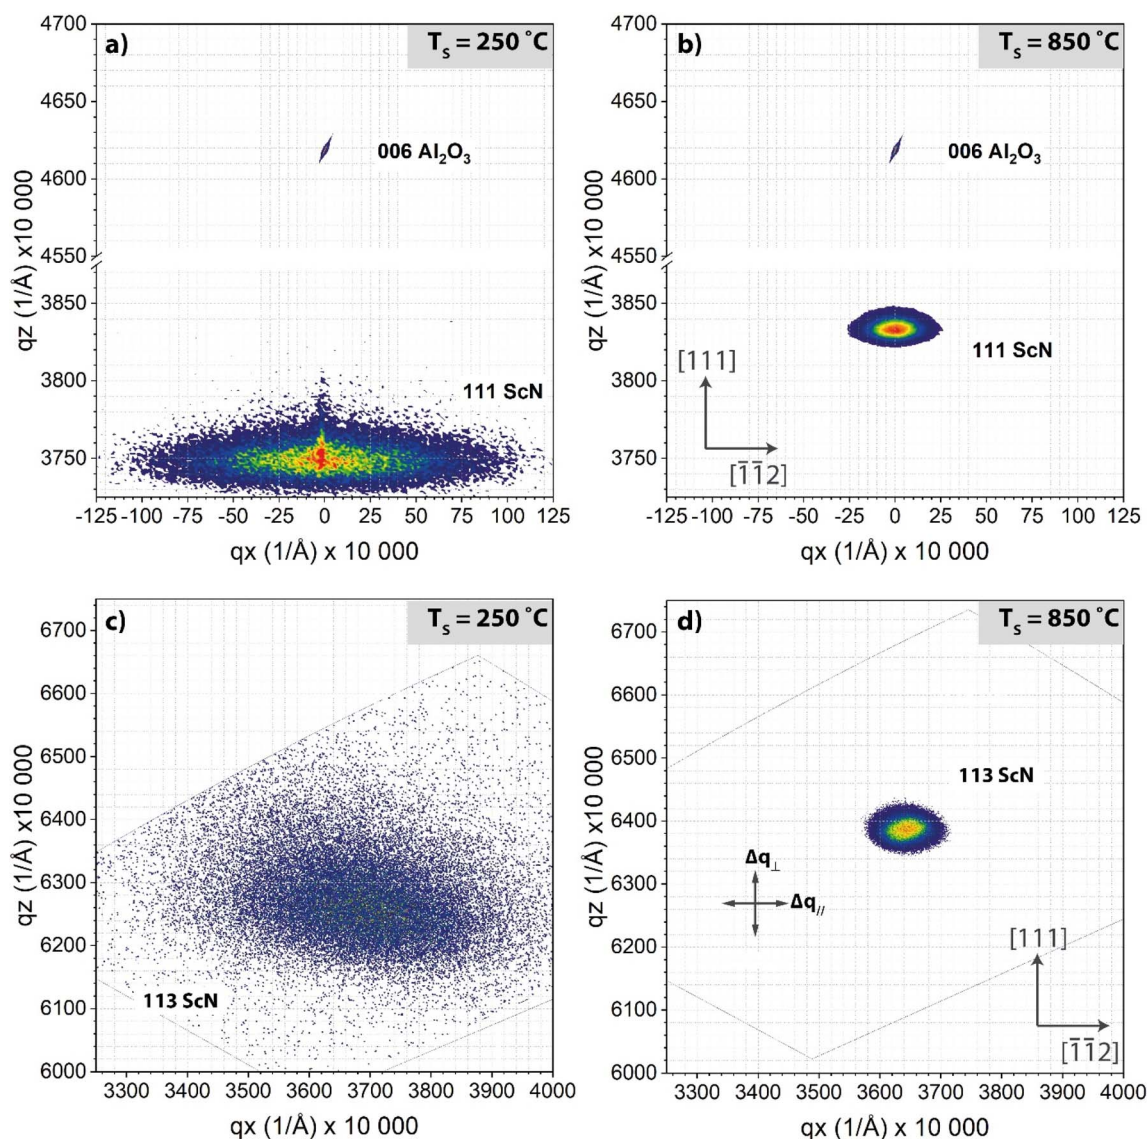 a)
T_S = 250 °C
4700
4650
4600
4550
3850
3800
3750
qz (1/Å) x10 000
006 Al₂O₃
111 ScN
-125 -100 -75 -50 -25 0 25 50 75 100 125
qx (1/Å) x 10 000
b)
T_S = 850 °C
4700
4650
4600
4550
3850
3800
3750
qz (1/Å) x10 000
006 Al₂O₃
111 ScN
[111]
[1̅1̅2]
-125 -100 -75 -50 -25 0 25 50 75 100 125
qx (1/Å) x 10 000
c)
T_S = 250 °C
6700
6600
6500
6400
6300
6200
6100
6000
qz (1/Å) x10 000
113 ScN
3300 3400 3500 3600 3700 3800 3900 4000
qx (1/Å) x 10 000
d)
T_S = 850 °C
6700
6600
6500
6400
6300
6200
6100
6000
qz (1/Å) x10 000
113 ScN
Δq⊥
Δq//
[111]
[1̅1̅2]
3300 3400 3500 3600 3700 3800 3900 4000
qx (1/Å) x 10 000